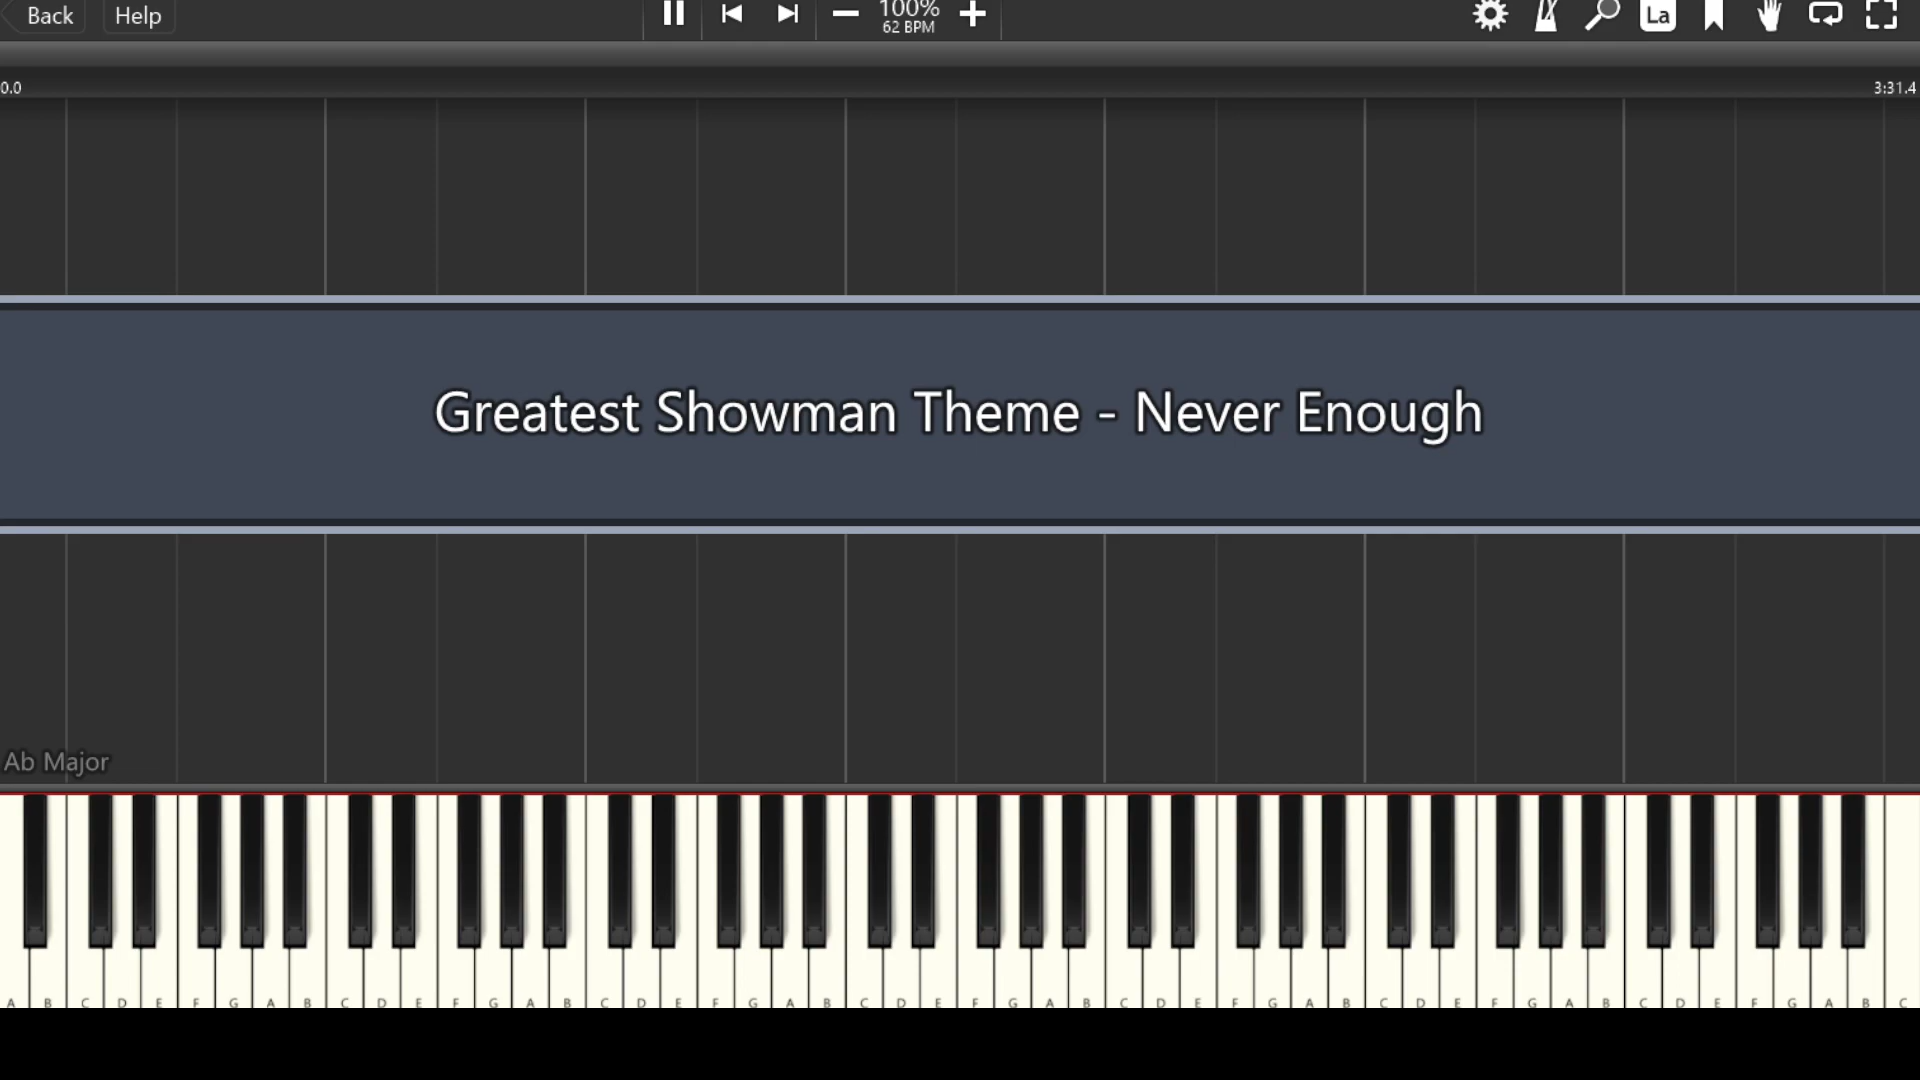 Back Help 100% La
62 BPM
0.0 3:31.4
Greatest Showman Theme - Never Enough
Ab Major
A B C D E F G A B C D E F G A B C D E F G A B C D E F G A B C D E F G A B C D E F G A B C D E F G A B C